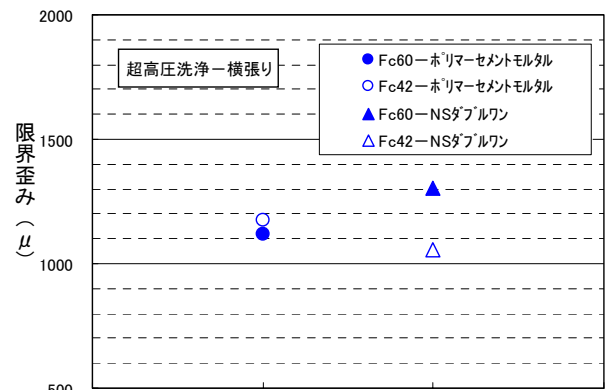 2000
超高圧洗浄ー横張り
Fc60ーポリマーセメントモルタル
Fc42ーポリマーセメントモルタル
Fc60ーNSダブルワン
Fc42ーNSダブルワン
1500
限界歪み（μ）
1000
500